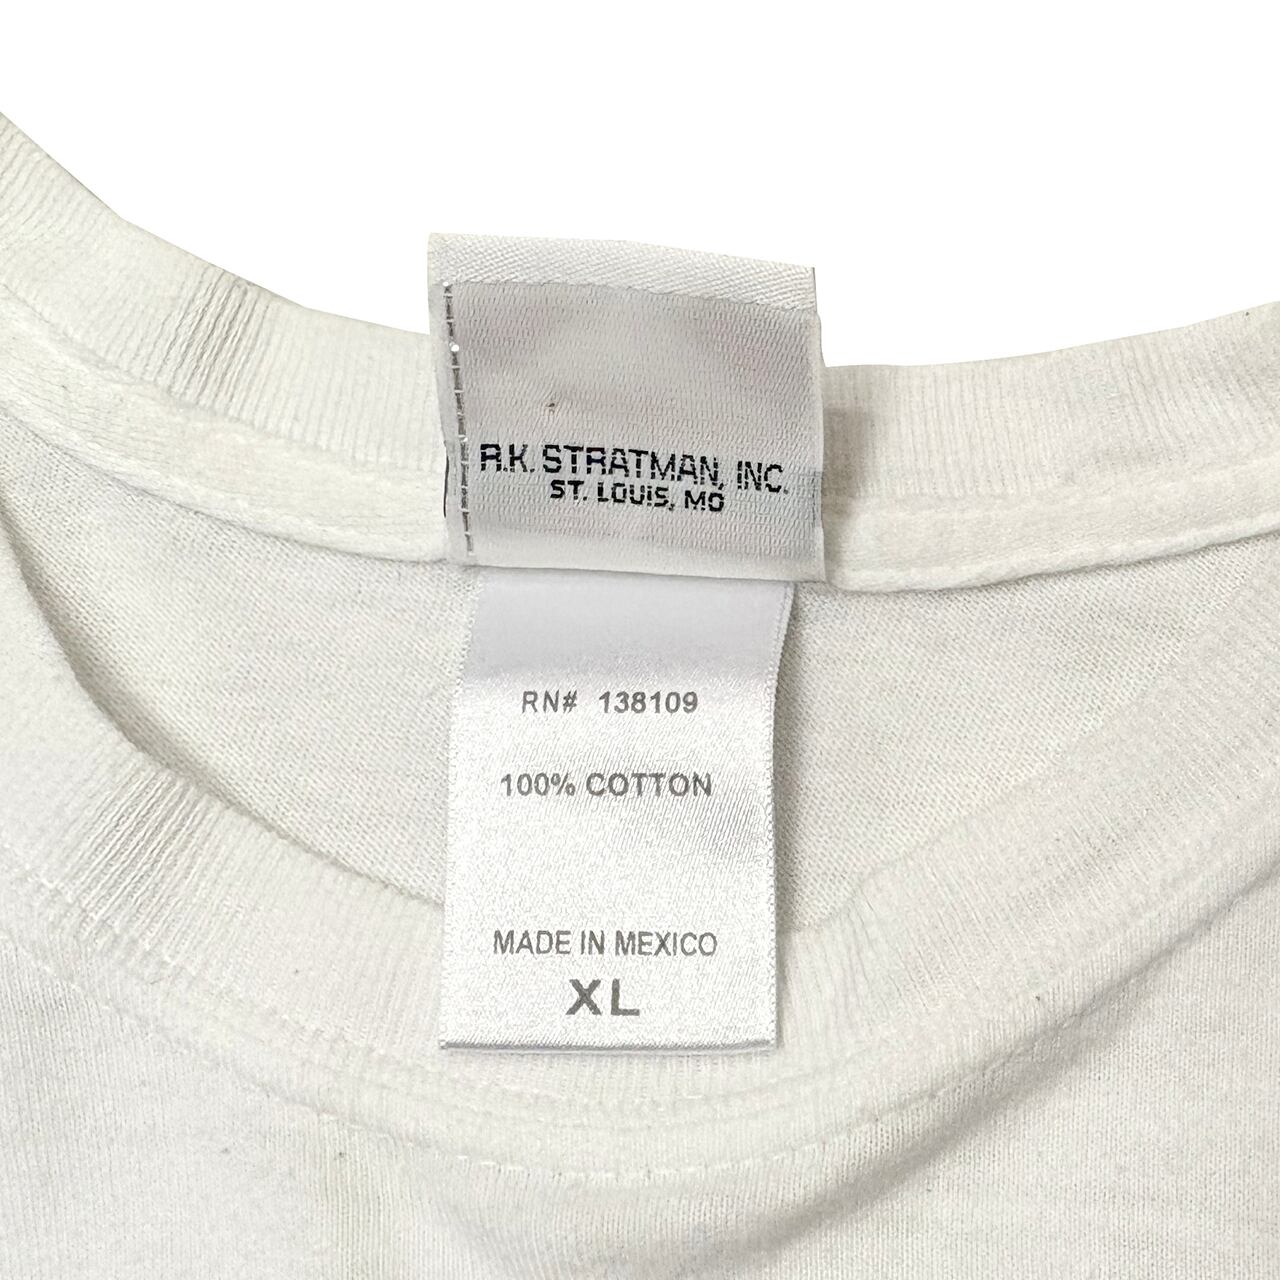 R.K. STRATMAN, INC.
ST. LOUIS, MO
RN# 138109
100% COTTON
MADE IN MEXICO
XL